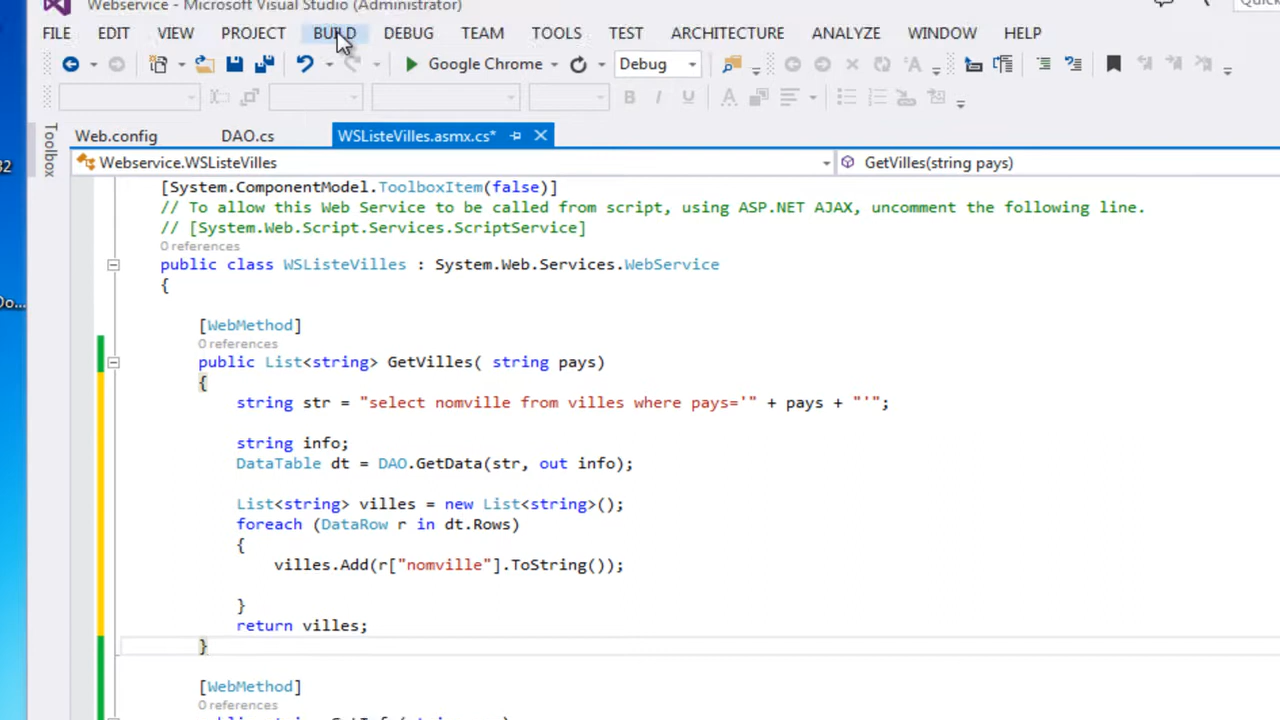 Webservice - Microsoft Visual Studio (Administrator)
FILE EDIT VIEW PROJECT BUILD DEBUG TEAM TOOLS TEST ARCHITECTURE ANALYZE WINDOW HELP
Google Chrome Debug
B I U A
Toolbox
Web.config DAO.cs WSListeVilles.asmx.cs*
Webservice.WSListeVilles GetVilles(string pays)
[System.ComponentModel.ToolboxItem(false)]
// To allow this Web Service to be called from script, using ASP.NET AJAX, uncomment the following line.
// [System.Web.Script.Services.ScriptService]
0 references
public class WSListeVilles : System.Web.Services.WebService
{
[WebMethod]
0 references
public List<string> GetVilles( string pays)
{
string str = "select nomville from villes where pays='" + pays + "'";
string info;
DataTable dt = DAO.GetData(str, out info);
List<string> villes = new List<string>();
foreach (DataRow r in dt.Rows)
{
villes.Add(r["nomville"].ToString());
}
return villes;
}
[WebMethod]
0 references